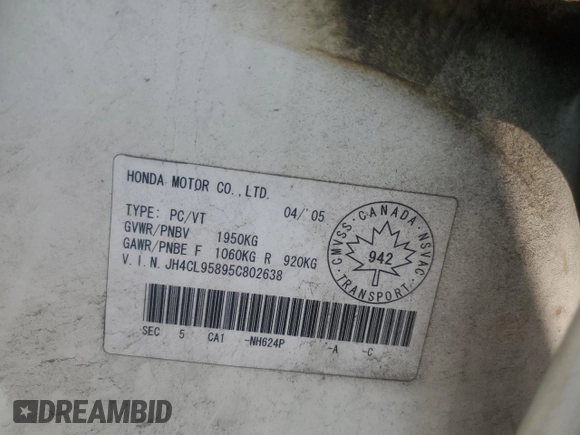 HONDA MOTOR CO.,LTD.
04/'05
TYPE: PC/VT
GVWR/PNBV 1950KG
GAWR/PNBE F 1060KG R 920KG
V.I.N.JH4CL95895C802638
CMVSS · CANADA · NSVAC
942
TRANSPORT
SEC 5 CA1 -NH624P -A -C
DREAMBID